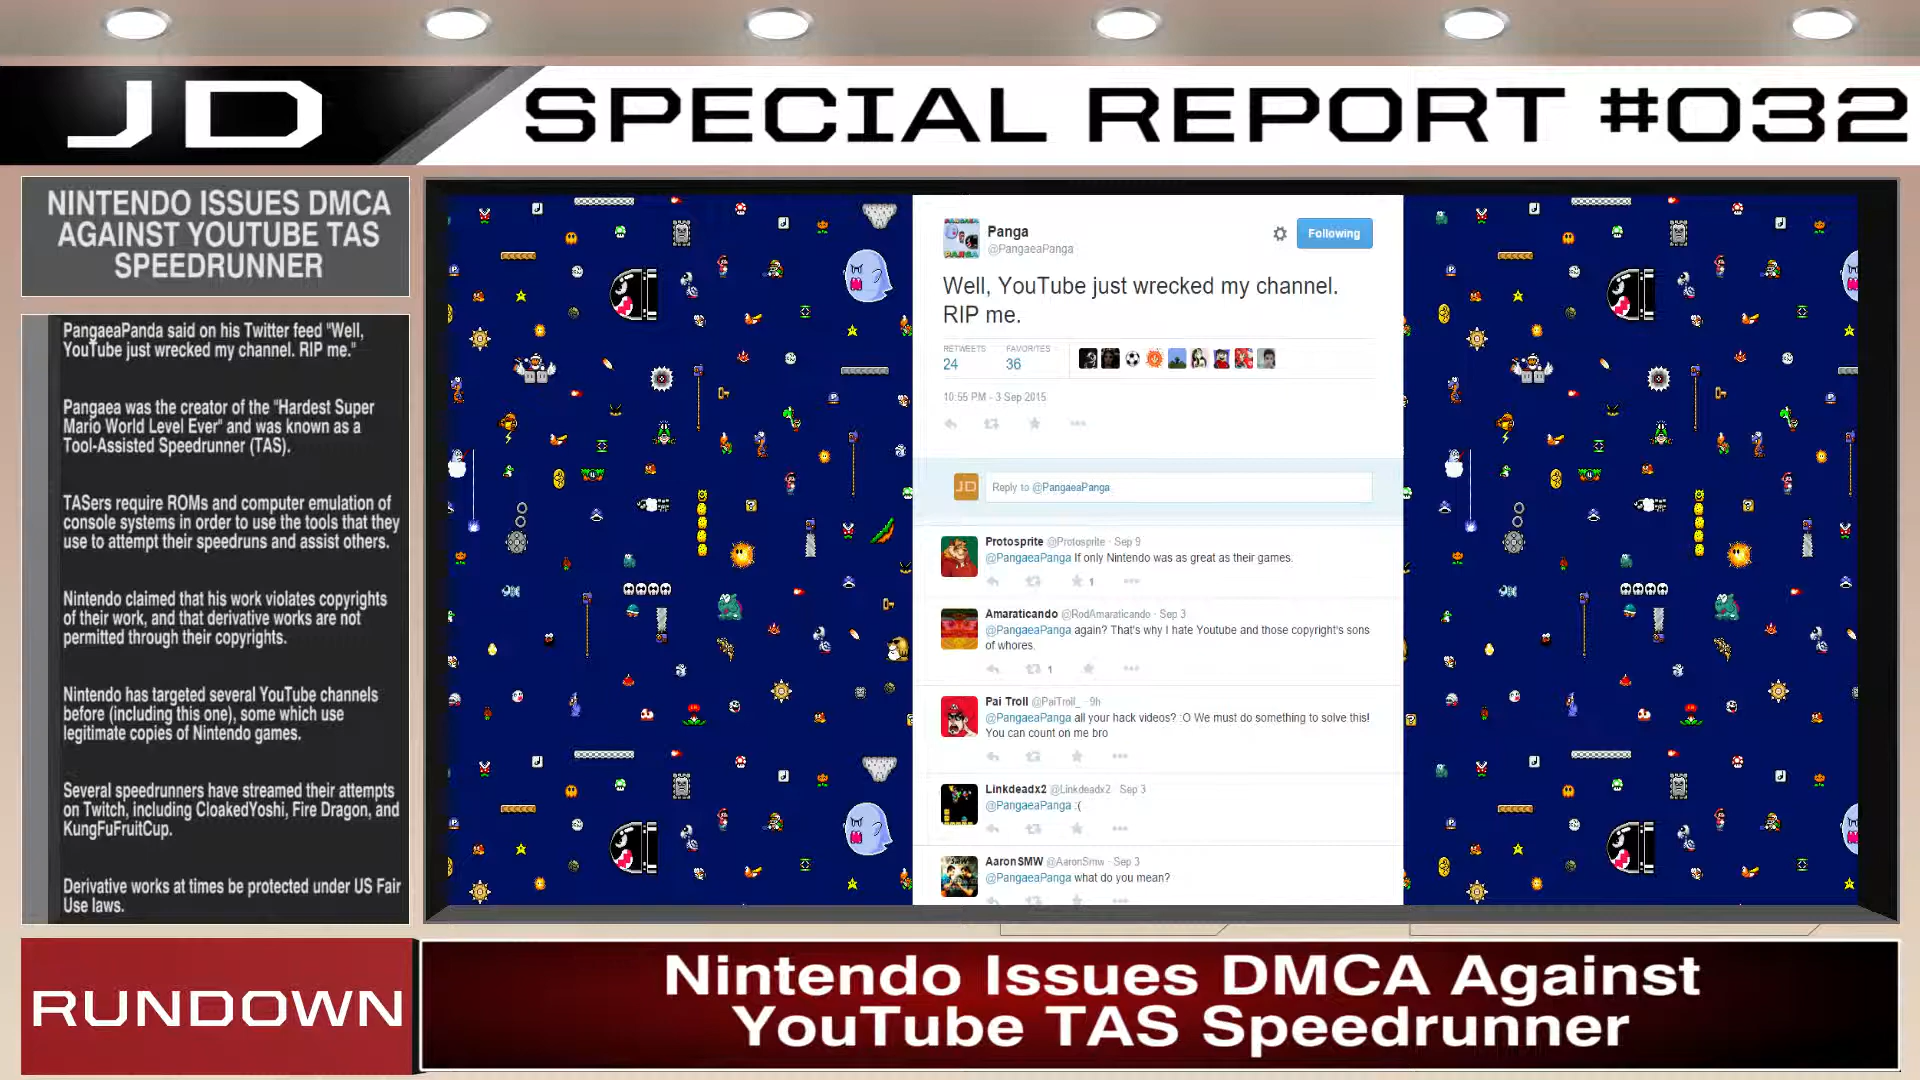 JD
SPECIAL REPORT #032
NINTENDO ISSUES DMCA
AGAINST YOUTUBE TAS
SPEEDRUNNER
PangaeaPanda said on his Twitter feed "Well,
YouTube just wrecked my channel. RIP me."
Pangaea was the creator of the "Hardest Super
Mario World Level Ever" and was known as a
Tool-Assisted Speedrunner (TAS).
TASers require ROMs and computer emulation of
console systems in order to use the tools that they
use to attempt their speedruns and assist others.
Nintendo claimed that his work violates copyrights
of their work, and that derivative works are not
permitted through their copyrights.
Nintendo has targeted several YouTube channels
before (including this one), some which use
legitimate copies of Nintendo games.
Several speedrunners have streamed their attempts
on Twitch, including CloakedYoshi, Fire Dragon, and
KungFuFruitCup.
Derivative works at times be protected under US Fair
Use laws.
Panga
@PangaeaPanga
Following
Well, YouTube just wrecked my channel.
RIP me.
RETWEETS FAVORITES
24 36
10:55 PM - 3 Sep 2015
JD Reply to @PangaeaPanga
Protosprite @Protosprite · Sep 9
@PangaeaPanga If only Nintendo was as great as their games.
1
Amaraticando @RodAmaraticando · Sep 3
@PangaeaPanga again? That's why I hate Youtube and those copyright's sons
of whores.
1
Pai Troll @PaiTroll_ · 9h
@PangaeaPanga all your hack videos? :O We must do something to solve this!
You can count on me bro
Linkdeadx2 @Linkdeadx2 · Sep 3
@PangaeaPanga :(
AaronSMW @AaronSmw · Sep 3
@PangaeaPanga what do you mean?
RUNDOWN
Nintendo Issues DMCA Against
YouTube TAS Speedrunner